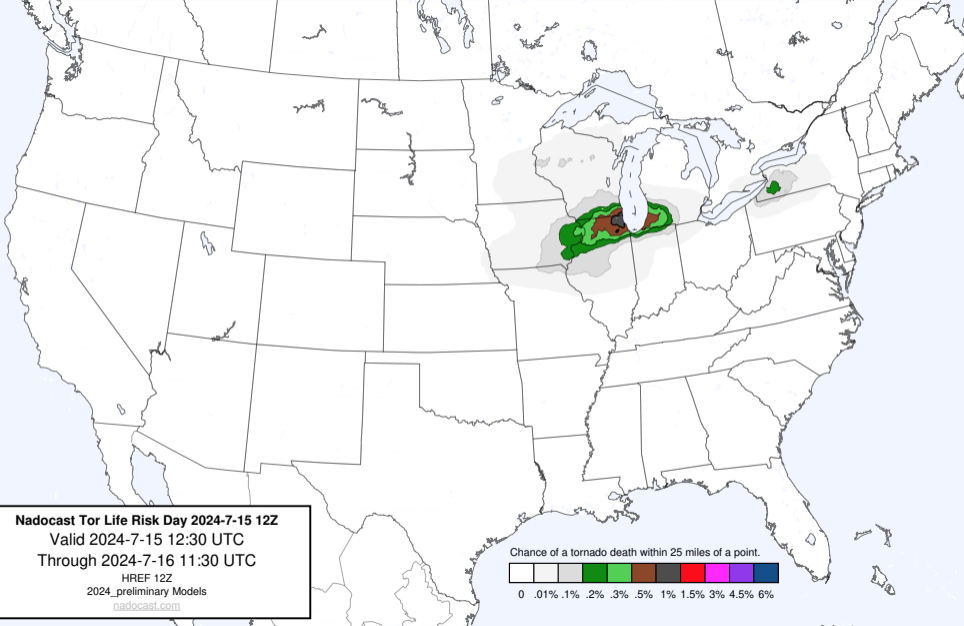 Nadocast Tor Life Risk Day 2024-7-15 12Z
Valid 2024-7-15 12:30 UTC
Through 2024-7-16 11:30 UTC
HREF 12Z
2024_preliminary Models
nadocast.com
Chance of a tornado death within 25 miles of a point.
0 .01% .1% .2% .3% .5% 1% 1.5% 3% 4.5% 6%